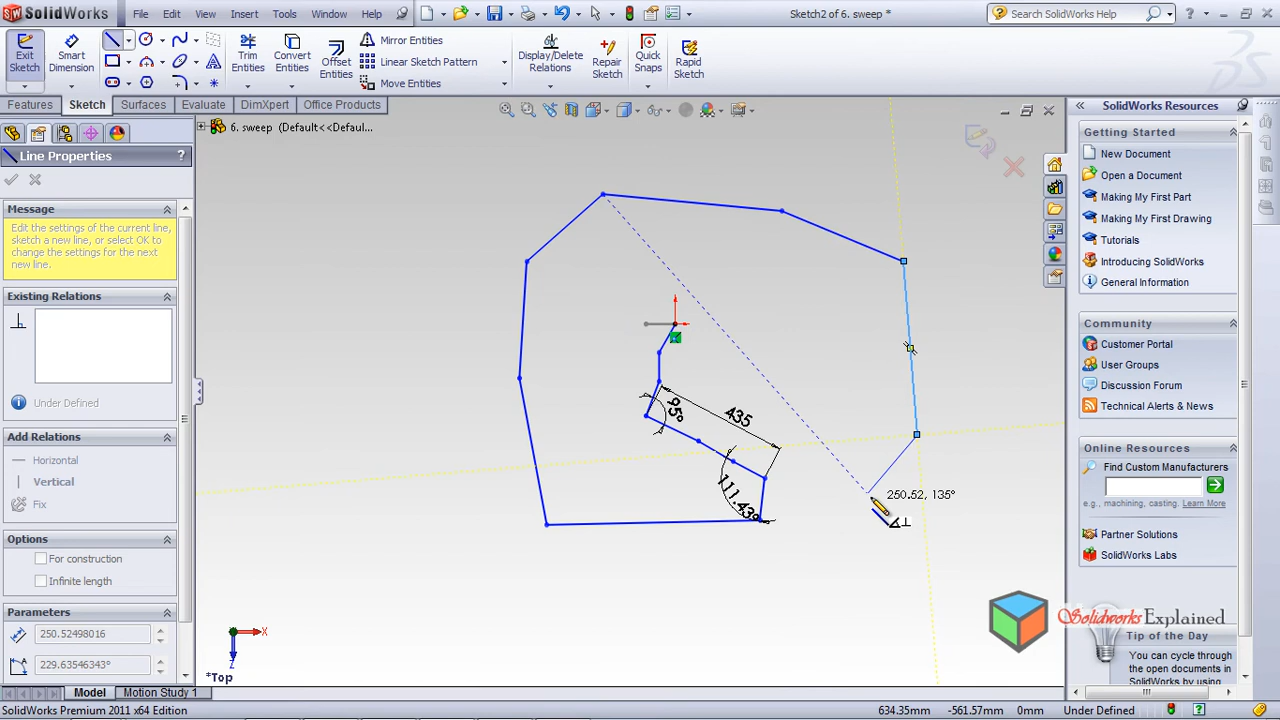 SolidWorks File Edit View Insert Tools Window Help Sketch2 of 6. sweep * Search SolidWorks Help ?
Exit Sketch
Smart Dimension
Trim Entities
Convert Entities
Offset Entities
Mirror Entities
Linear Sketch Pattern
Move Entities
Display/Delete Relations
Repair Sketch
Quick Snaps
Rapid Sketch
Features Sketch Surfaces Evaluate DimXpert Office Products
6. sweep (Default<<Defaul...
Line Properties ?
Message
Edit the settings of the current line, sketch a new line, or select OK to change the settings for the next new line.
Existing Relations
Under Defined
Add Relations
Horizontal
Vertical
Fix
Options
For construction
Infinite length
Parameters
250.52498016
229.63546343°
95°
435
111.43°
250.52, 135°
X
Z
*Top
SolidWorks Resources
Getting Started
New Document
Open a Document
Making My First Part
My First Drawing
Tutorials
Introducing SolidWorks
General Information
Community
Customer Portal
User Groups
Discussion Forum
Technical Alerts & News
Online Resources
Find Custom Manufacturers
e.g., machining, casting. Learn More
Partner Solutions
SolidWorks Labs
Solidworks Explained
Tip of the Day
You can cycle through
the open documents in
SolidWorks by using
Model Motion Study 1
SolidWorks Premium 2011 x64 Edition 634.35mm -561.57mm 0mm Under Defined